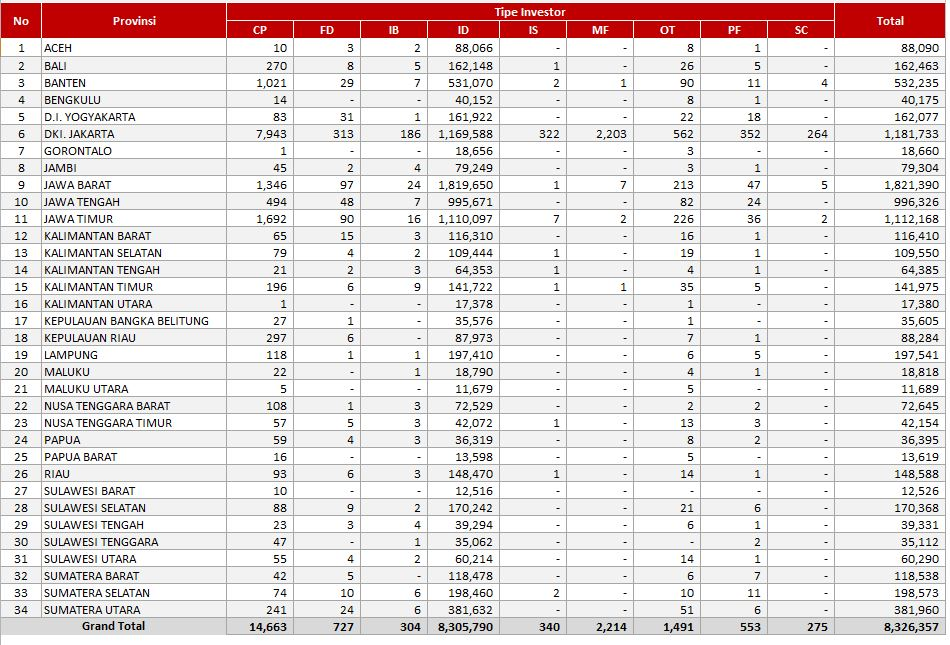 No Provinsi Tipe Investor Total
CP FD IB ID IS MF OT PF SC
1 ACEH 10 3 2 88,066 - - 8 1 - 88,090
2 BALI 270 8 5 162,148 1 - 26 5 - 162,463
3 BANTEN 1,021 29 7 531,070 2 1 90 11 4 532,235
4 BENGKULU 14 - - 40,152 - - 8 1 - 40,175
5 D.I. YOGYAKARTA 83 31 1 161,922 - - 22 18 - 162,077
6 DKI. JAKARTA 7,943 313 186 1,169,588 322 2,203 562 352 264 1,181,733
7 GORONTALO 1 - - 18,656 - - 3 - - 18,660
8 JAMBI 45 2 4 79,249 - - 3 1 - 79,304
9 JAWA BARAT 1,346 97 24 1,819,650 1 7 213 47 5 1,821,390
10 JAWA TENGAH 494 48 7 995,671 - - 82 24 - 996,326
11 JAWA TIMUR 1,692 90 16 1,110,097 7 2 226 36 2 1,112,168
12 KALIMANTAN BARAT 65 15 3 116,310 - - 16 1 - 116,410
13 KALIMANTAN SELATAN 79 4 2 109,444 1 - 19 1 - 109,550
14 KALIMANTAN TENGAH 21 2 3 64,353 1 - 4 1 - 64,385
15 KALIMANTAN TIMUR 196 6 9 141,722 1 1 35 5 - 141,975
16 KALIMANTAN UTARA 1 - - 17,378 - - 1 - - 17,380
17 KEPULAUAN BANGKA BELITUNG 27 1 - 35,576 - - 1 - - 35,605
18 KEPULAUAN RIAU 297 6 - 87,973 - - 7 1 - 88,284
19 LAMPUNG 118 1 1 197,410 - - 6 5 - 197,541
20 MALUKU 22 - 1 18,790 - - 4 1 - 18,818
21 MALUKU UTARA 5 - - 11,679 - - 5 - - 11,689
22 NUSA TENGGARA BARAT 108 1 3 72,529 - - 2 2 - 72,645
23 NUSA TENGGARA TIMUR 57 5 3 42,072 1 - 13 3 - 42,154
24 PAPUA 59 4 3 36,319 - - 8 2 - 36,395
25 PAPUA BARAT 16 - - 13,598 - - 5 - - 13,619
26 RIAU 93 6 3 148,470 1 - 14 1 - 148,588
27 SULAWESI BARAT 10 - - 12,516 - - - - - 12,526
28 SULAWESI SELATAN 88 9 2 170,242 - - 21 6 - 170,368
29 SULAWESI TENGAH 23 3 4 39,294 - - 6 1 - 39,331
30 SULAWESI TENGGARA 47 - 1 35,062 - - - 2 - 35,112
31 SULAWESI UTARA 55 4 2 60,214 - - 14 1 - 60,290
32 SUMATERA BARAT 42 5 - 118,478 - - 6 7 - 118,538
33 SUMATERA SELATAN 74 10 6 198,460 2 - 10 11 - 198,573
34 SUMATERA UTARA 241 24 6 381,632 - - 51 6 - 381,960
Grand Total 14,663 727 304 8,305,790 340 2,214 1,491 553 275 8,326,357